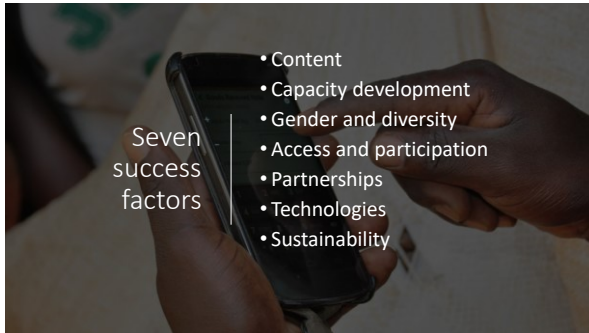 Seven
success
factors
• Content
• Capacity development
• Gender and diversity
• Access and participation
• Partnerships
• Technologies
• Sustainability